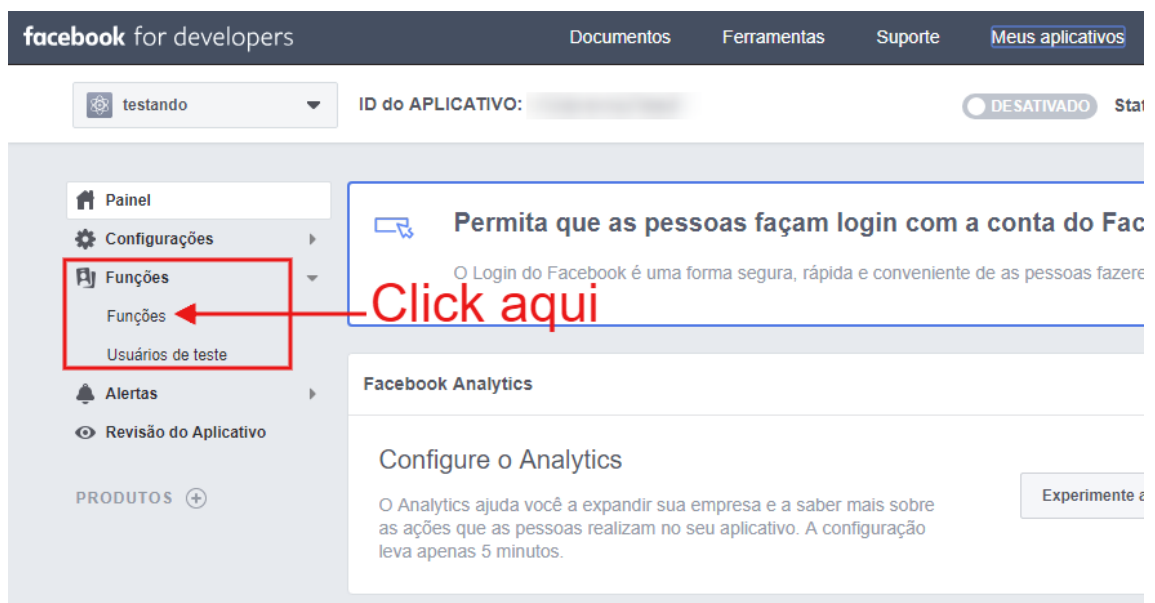 facebook for developers Documentos Ferramentas Suporte Meus aplicativos
testando ID do APLICATIVO: DESATIVADO Stat
Painel
Configurações
Funções
Funções
Usuários de teste
Alertas
Revisão do Aplicativo
PRODUTOS
Permita que as pessoas façam login com a conta do Fac
O Login do Facebook é uma forma segura, rápida e conveniente de as pessoas fazere
Click aqui
Facebook Analytics
Configure o Analytics
O Analytics ajuda você a expandir sua empresa e a saber mais sobre
as ações que as pessoas realizam no seu aplicativo. A configuração
leva apenas 5 minutos.
Experimente a